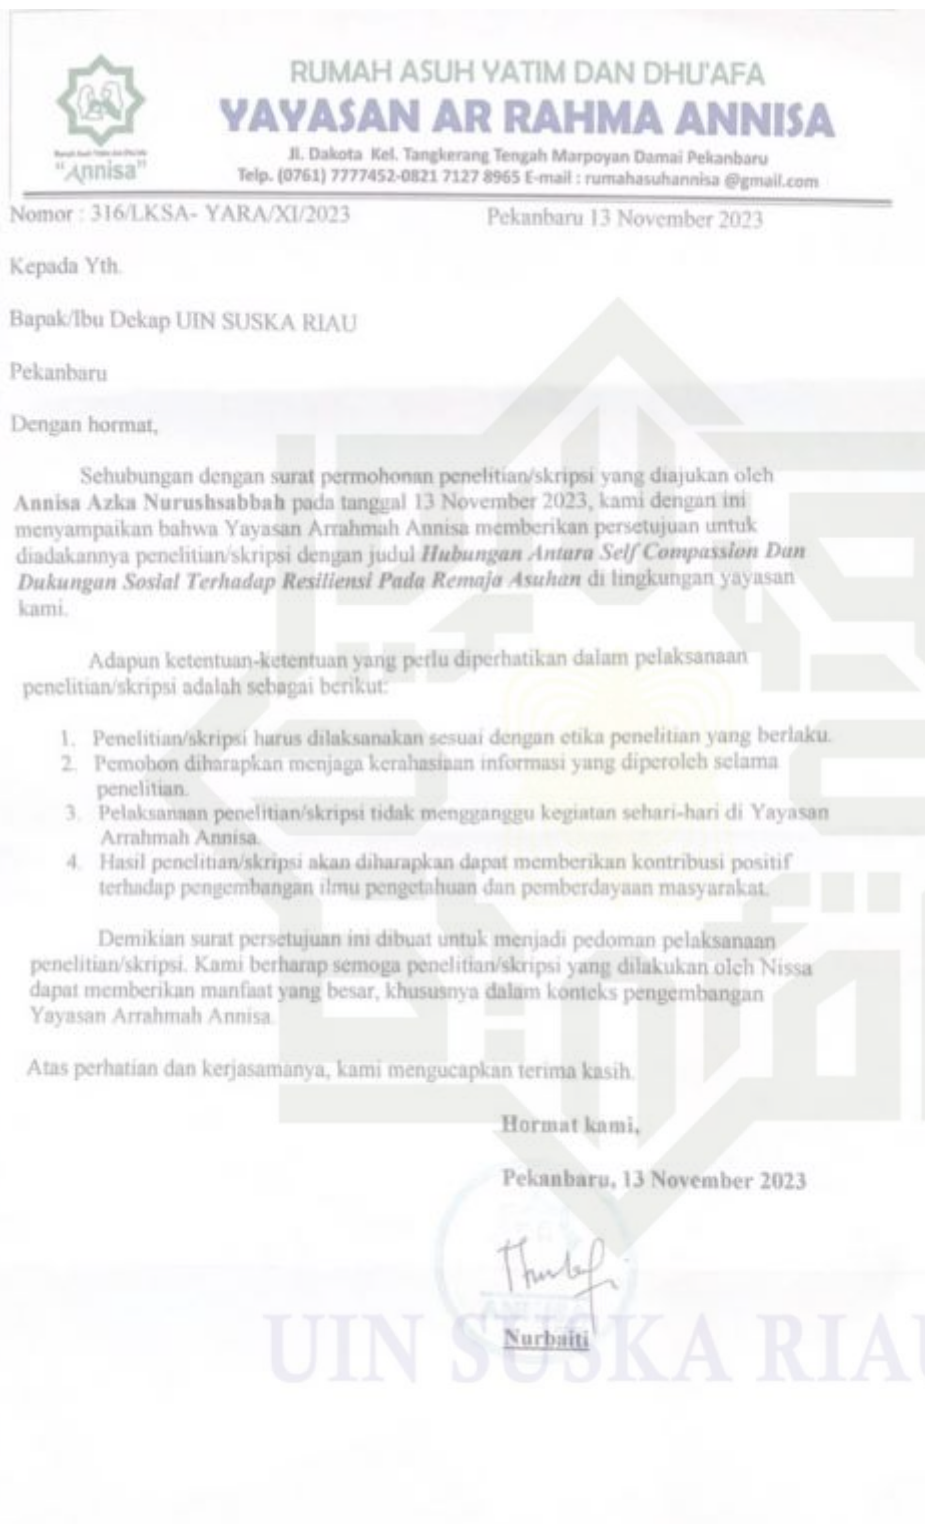 RUMAH ASUH YATIM DAN DHU'AFA
YAYASAN AR RAHMA ANNISA
Jl. Dakota Kel. Tangkerang Tengah Marpoyan Damai Pekanbaru
Telp. (0761) 7777452-0821 7127 8965 E-mail : rumahasuhannisa @gmail.com
"Annisa"
Nomor : 316/LKSA- YARA/XI/2023 Pekanbaru 13 November 2023
Kepada Yth.
Bapak/Ibu Dekap UIN SUSKA RIAU
Pekanbaru
Dengan hormat,
Sehubungan dengan surat permohonan penelitian/skripsi yang diajukan oleh
Annisa Azka Nurushsabbah pada tanggal 13 November 2023, kami dengan ini
menyampaikan bahwa Yayasan Arrahmah Annisa memberikan persetujuan untuk
diadakannya penelitian/skripsi dengan judul Hubungan Antara Self Compassion Dan
Dukungan Sosial Terhadap Resiliensi Pada Remaja Asuhan di lingkungan yayasan
kami.
Adapun ketentuan-ketentuan yang perlu diperhatikan dalam pelaksanaan
penelitian/skripsi adalah sebagai berikut:
1. Penelitian/skripsi harus dilaksanakan sesuai dengan etika penelitian yang berlaku.
2. Pemohon diharapkan menjaga kerahasiaan informasi yang diperoleh selama
penelitian.
3. Pelaksanaan penelitian/skripsi tidak mengganggu kegiatan sehari-hari di Yayasan
Arrahmah Annisa.
4. Hasil penelitian/skripsi akan diharapkan dapat memberikan kontribusi positif
terhadap pengembangan ilmu pengetahuan dan pemberdayaan masyarakat.
Demikian surat persetujuan ini dibuat untuk menjadi pedoman pelaksanaan
penelitian/skripsi. Kami berharap semoga penelitian/skripsi yang dilakukan oleh Nissa
dapat memberikan manfaat yang besar, khususnya dalam konteks pengembangan
Yayasan Arrahmah Annisa.
Atas perhatian dan kerjasamanya, kami mengucapkan terima kasih.
Hormat kami,
Pekanbaru, 13 November 2023
Nurbaiti
UIN SUSKA RIAU